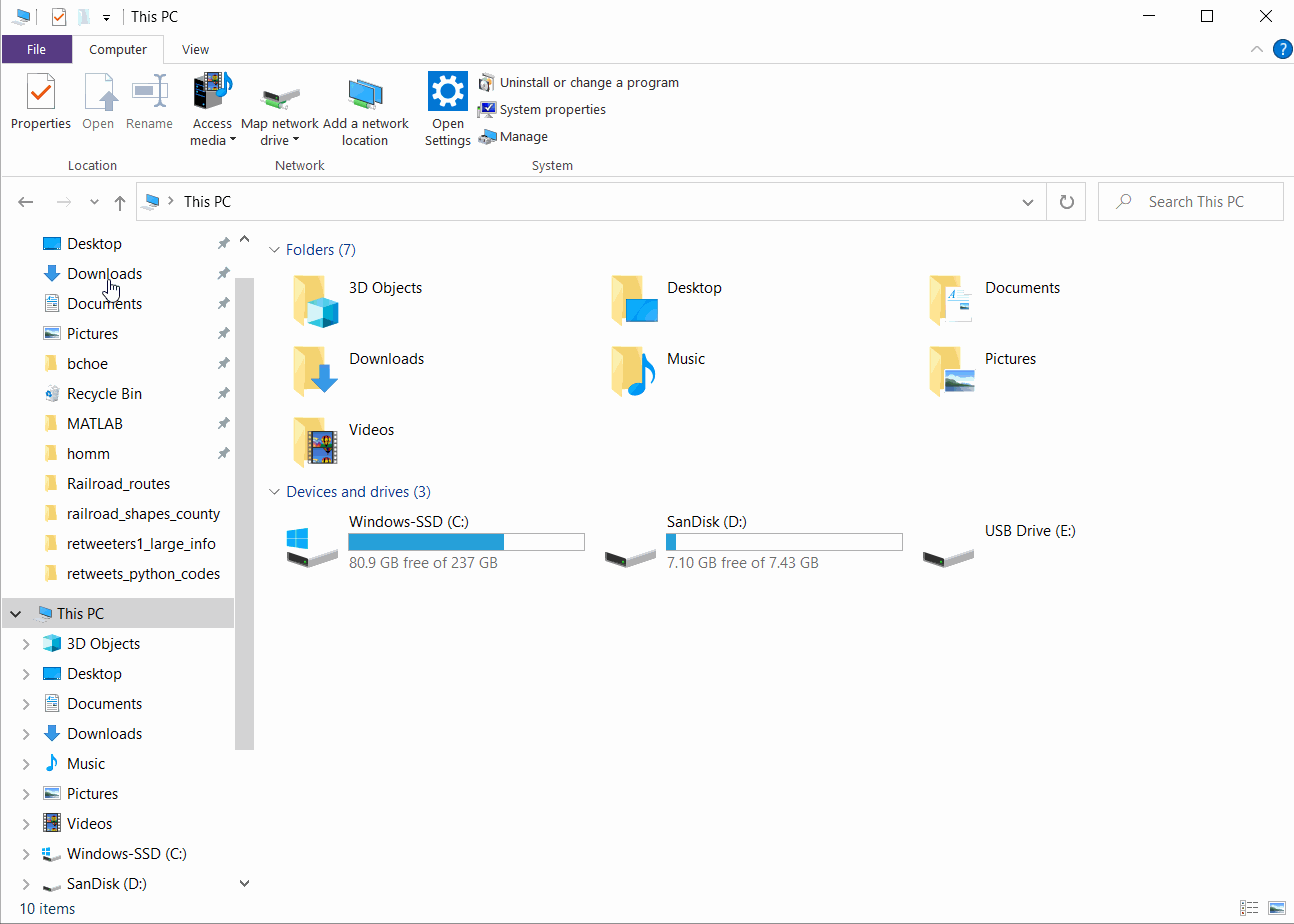 This PC
File
Computer
View
?
Properties
Open
Rename
Access media
Map network drive
Add a network location
Open Settings
Uninstall or change a program
System properties
Manage
Location
Network
System
This PC
Search This PC
Desktop
Downloads
Documents
Pictures
bchoe
Recycle Bin
MATLAB
homm
Railroad_routes
railroad_shapes_county
retweeters1_large_info
retweets_python_codes
This PC
3D Objects
Desktop
Documents
Downloads
Music
Pictures
Videos
Windows-SSD (C:)
SanDisk (D:)
Folders (7)
3D Objects
Desktop
Documents
Downloads
Music
Pictures
Videos
Devices and drives (3)
Windows-SSD (C:)
80.9 GB free of 237 GB
SanDisk (D:)
7.10 GB free of 7.43 GB
USB Drive (E:)
10 items